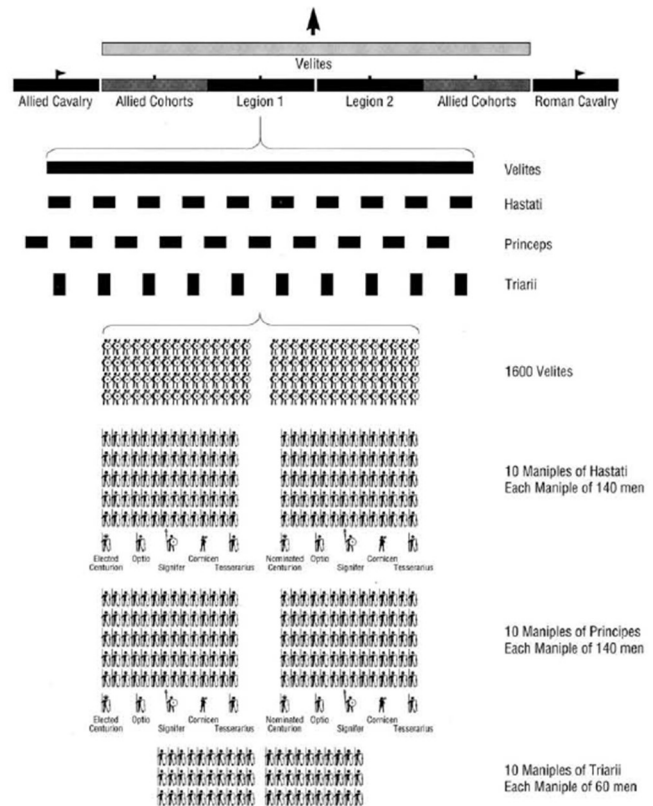 Velites
Allied Cavalry Allied Cohorts Legion 1 Legion 2 Allied Cohorts Roman Cavalry
Velites
Hastati
Princeps
Triarii
1600 Velites
10 Maniples of Hastati
Each Maniple of 140 men
Elected Centurion Optio Signifer Cornicen Tesserarius
Nominated Centurion Optio Signifer Cornicen Tesserarius
10 Maniples of Principes
Each Maniple of 140 men
Elected Centurion Optio Signifer Cornicen Tesserarius
Nominated Centurion Optio Signifer Cornicen Tesserarius
10 Maniples of Triarii
Each Maniple of 60 men